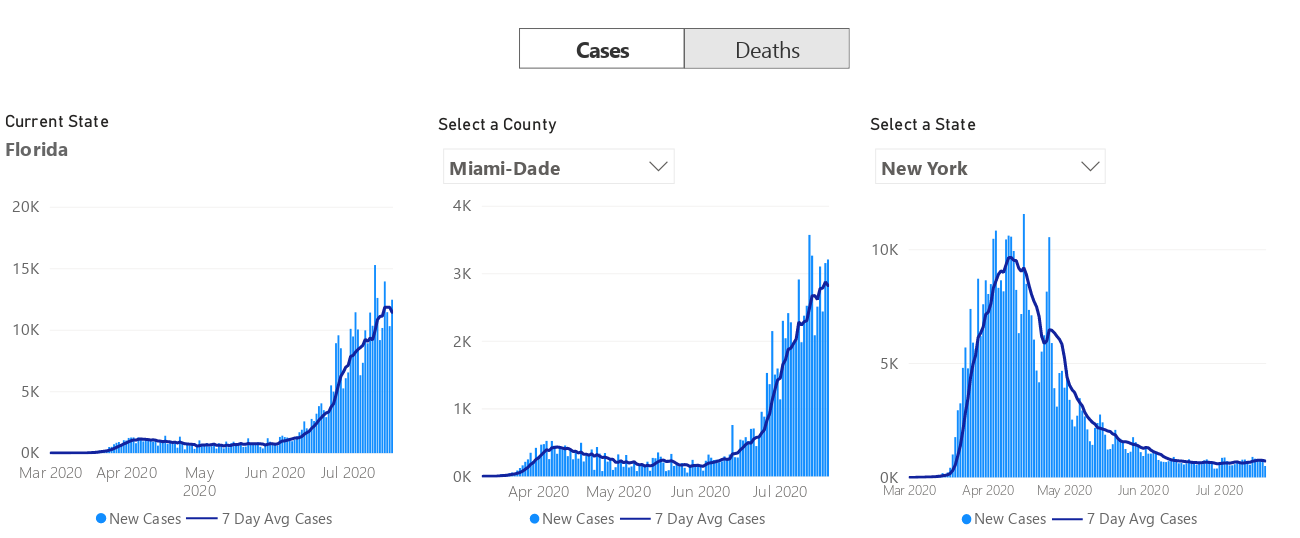 Cases Deaths
Current State
Florida
20K
15K
10K
5K
0K
Mar 2020 Apr 2020 May 2020 Jun 2020 Jul 2020
New Cases 7 Day Avg Cases
Select a County
Miami-Dade
4K
3K
2K
1K
0K
Apr 2020 May 2020 Jun 2020 Jul 2020
New Cases 7 Day Avg Cases
Select a State
New York
10K
5K
0K
Mar 2020 Apr 2020 May 2020 Jun 2020 Jul 2020
New Cases 7 Day Avg Cases